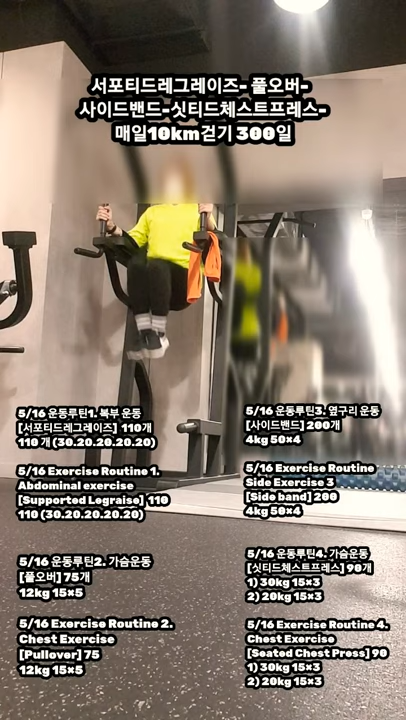 서포티드레그레이즈- 풀오버-
사이드밴드-싯티드체스트프레스-
매일10km걷기 300일
5/16 운동루틴1. 복부 운동
[서포티드레그레이즈] 110개
110 개 (30.20.20.20.20)
5/16 Exercise Routine 1.
Abdominal exercise
[Supported Legraise] 110
110 (30.20.20.20.20)
5/16 운동루틴2. 가슴운동
[풀오버] 75개
12kg 15×5
5/16 Exercise Routine 2.
Chest Exercise
[Pullover] 75
12kg 15×5
5/16 운동루틴3. 옆구리 운동
[사이드밴드] 200개
4kg 50×4
5/16 Exercise Routine
Side Exercise 3
[Side band] 200
4kg 50×4
5/16 운동루틴4. 가슴운동
[싯티드체스트프레스] 90개
1) 30kg 15×3
2) 20kg 15×3
5/16 Exercise Routine 4.
Chest Exercise
[Seated Chest Press] 90
1) 30kg 15×3
2) 20kg 15×3